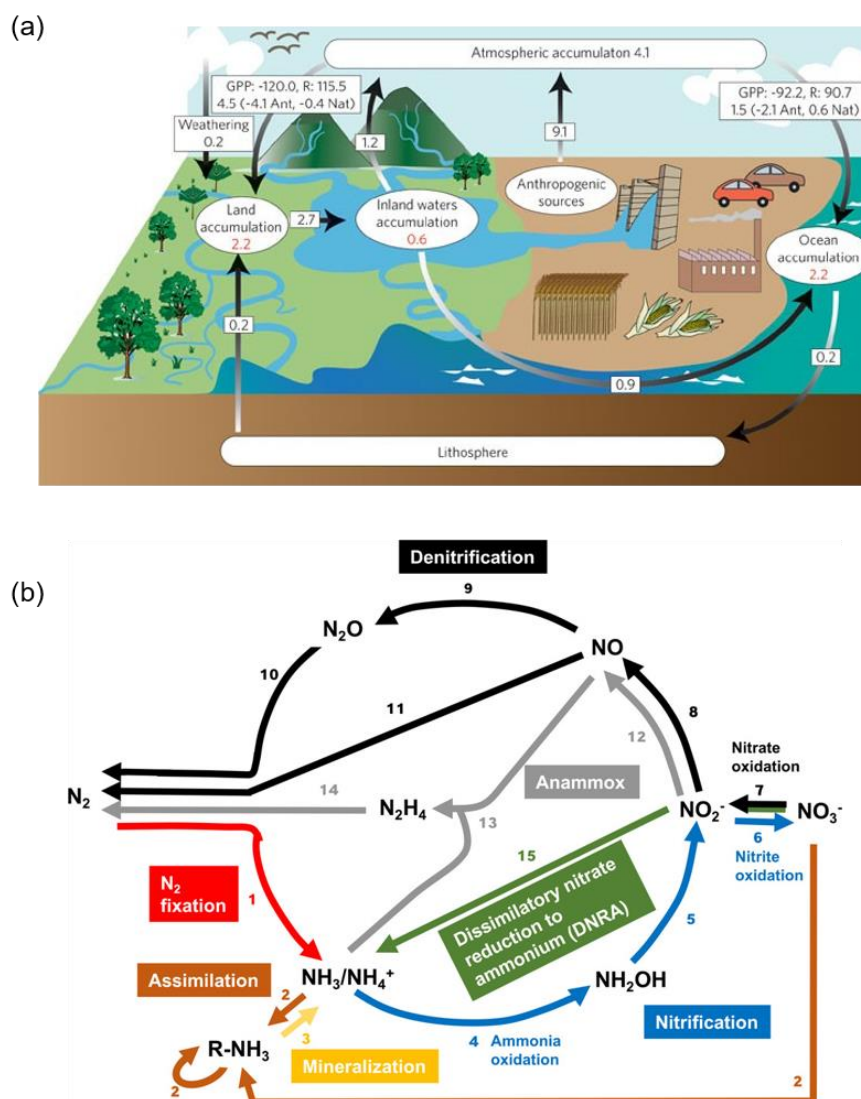 (a)
Atmospheric accumulaton 4.1
GPP: -120.0, R: 115.5
4.5 (-4.1 Ant, -0.4 Nat)
GPP: -92.2, R: 90.7
1.5 (-2.1 Ant, 0.6 Nat)
Weathering
0.2
1.2
9.1
Land
accumulation
2.2
2.7
Inland waters
accumulation
0.6
Anthropogenic
sources
Ocean
accumulation
2.2
0.2
0.2
0.9
Lithosphere
(b)
Denitrification
9
N₂O
NO
10
11
8
12
Nitrate
oxidation
7
Anammox
N₂
14
N₂H₄
13
NO₂⁻
NO₃⁻
6
Nitrite
oxidation
15
N₂
fixation
1
Dissimilatory nitrate
reduction to
ammonium (DNRA)
5
Assimilation
NH₃/NH₄⁺
NH₂OH
2
3
Mineralization
4 Ammonia
oxidation
Nitrification
R-NH₃
2
2